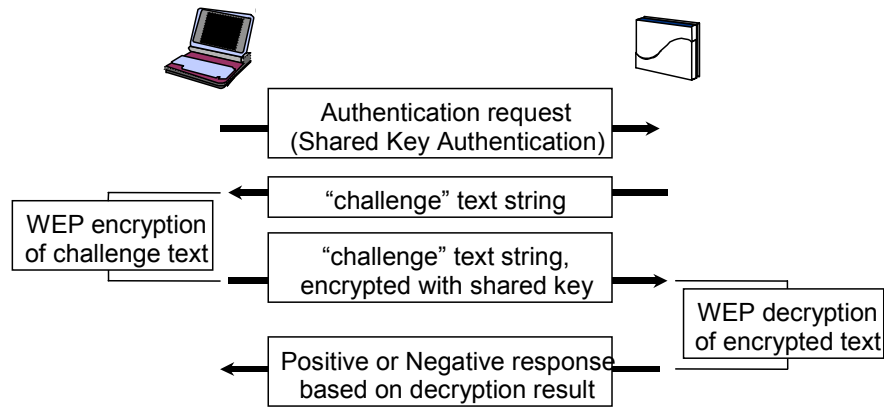 Authentication request
(Shared Key Authentication)
“challenge” text string
WEP encryption
of challenge text
“challenge” text string,
encrypted with shared key
WEP decryption
of encrypted text
Positive or Negative response
based on decryption result